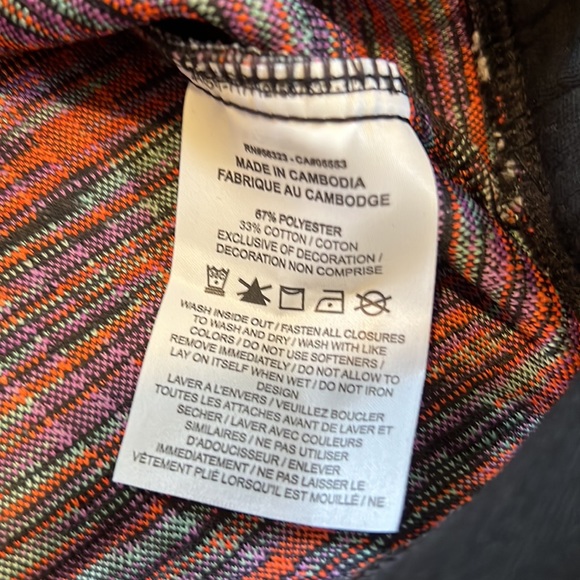 RN#56323 - CA#05553
MADE IN CAMBODIA
FABRIQUE AU CAMBODGE
67% POLYESTER
33% COTTON / COTON
EXCLUSIVE OF DECORATION /
DECORATION NON COMPRISE
WASH INSIDE OUT / FASTEN ALL CLOSURES
TO WASH AND DRY / WASH WITH LIKE
COLORS / DO NOT USE SOFTENERS /
REMOVE IMMEDIATELY / DO NOT ALLOW TO
LAY ON ITSELF WHEN WET / DO NOT IRON
DESIGN
LAVER A L'ENVERS / VEUILLEZ BOUCLER
TOUTES LES ATTACHES AVANT DE LAVER ET
SECHER / LAVER AVEC COULEURS
SIMILAIRES / NE PAS UTILISER
D'ADOUCISSEUR / ENLEVER
IMMEDIATEMENT / NE PAS LAISSER LE
VÊTEMENT PLIÉ LORSQU'IL EST MOUILLÉ / NE